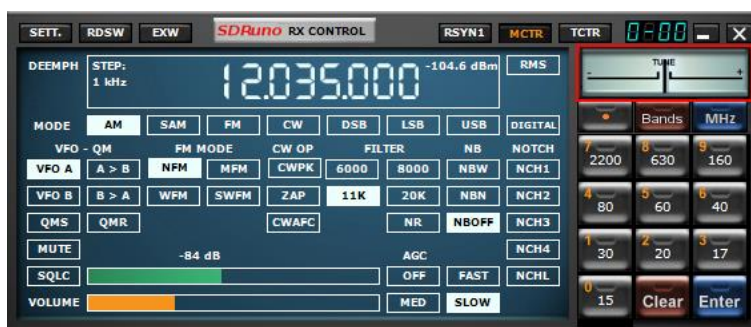 SETT. RDSW EXW SDRuno RX CONTROL RSYN1 MCTR TCTR 0-00
DEEMPH STEP: 12.035.000 -104.6 dBm RMS - TUNE +
1 kHz
MODE AM SAM FM CW DSB LSB USB DIGITAL Bands MHz
VFO - QM FM MODE CW OP FILTER NB NOTCH
VFO A A > B NFM MFM CWPK 6000 8000 NBW NCH1 7 2200 8 630 9 160
VFO B B > A WFM SWFM ZAP 11K 20K NBN NCH2 4 80 5 60 6 40
QMS QMR CWAFC NR NBOFF NCH3
MUTE -84 dB AGC NCH4 1 30 2 20 3 17
SQLC OFF FAST NCHL
VOLUME MED SLOW 0 15 Clear Enter